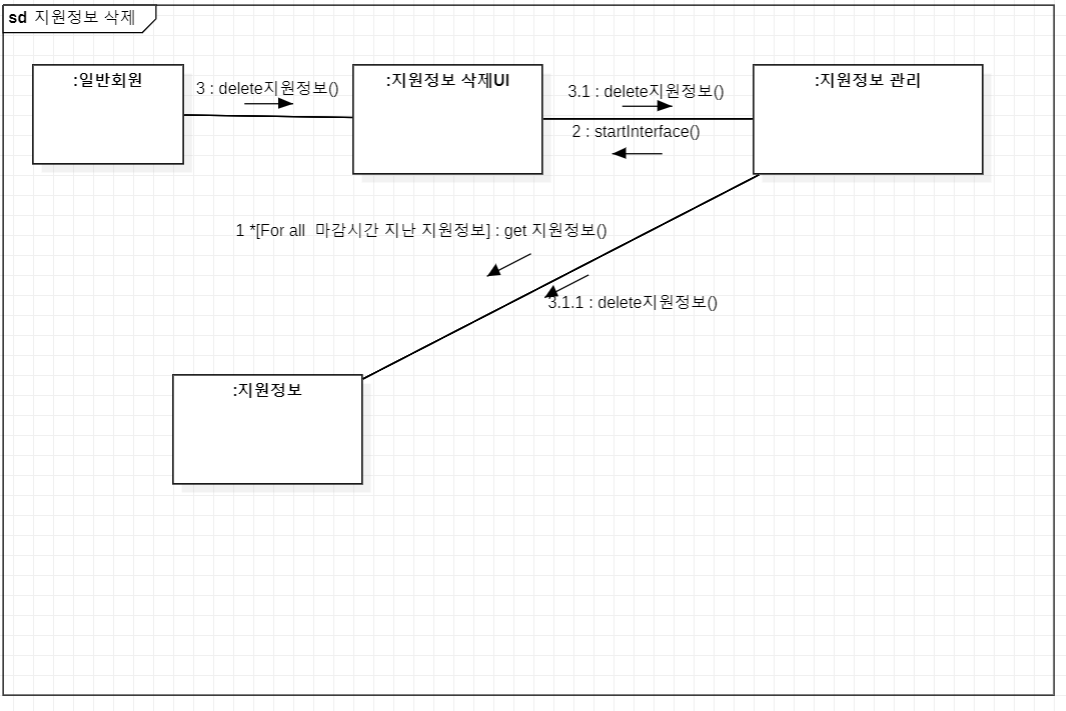 sd 지원정보 삭제
:일반회원
3 : delete지원정보()
:지원정보 삭제UI
3.1 : delete지원정보()
2 : startInterface()
:지원정보 관리
1 *[For all 마감시간 지난 지원정보] : get 지원정보()
3.1.1 : delete지원정보()
:지원정보